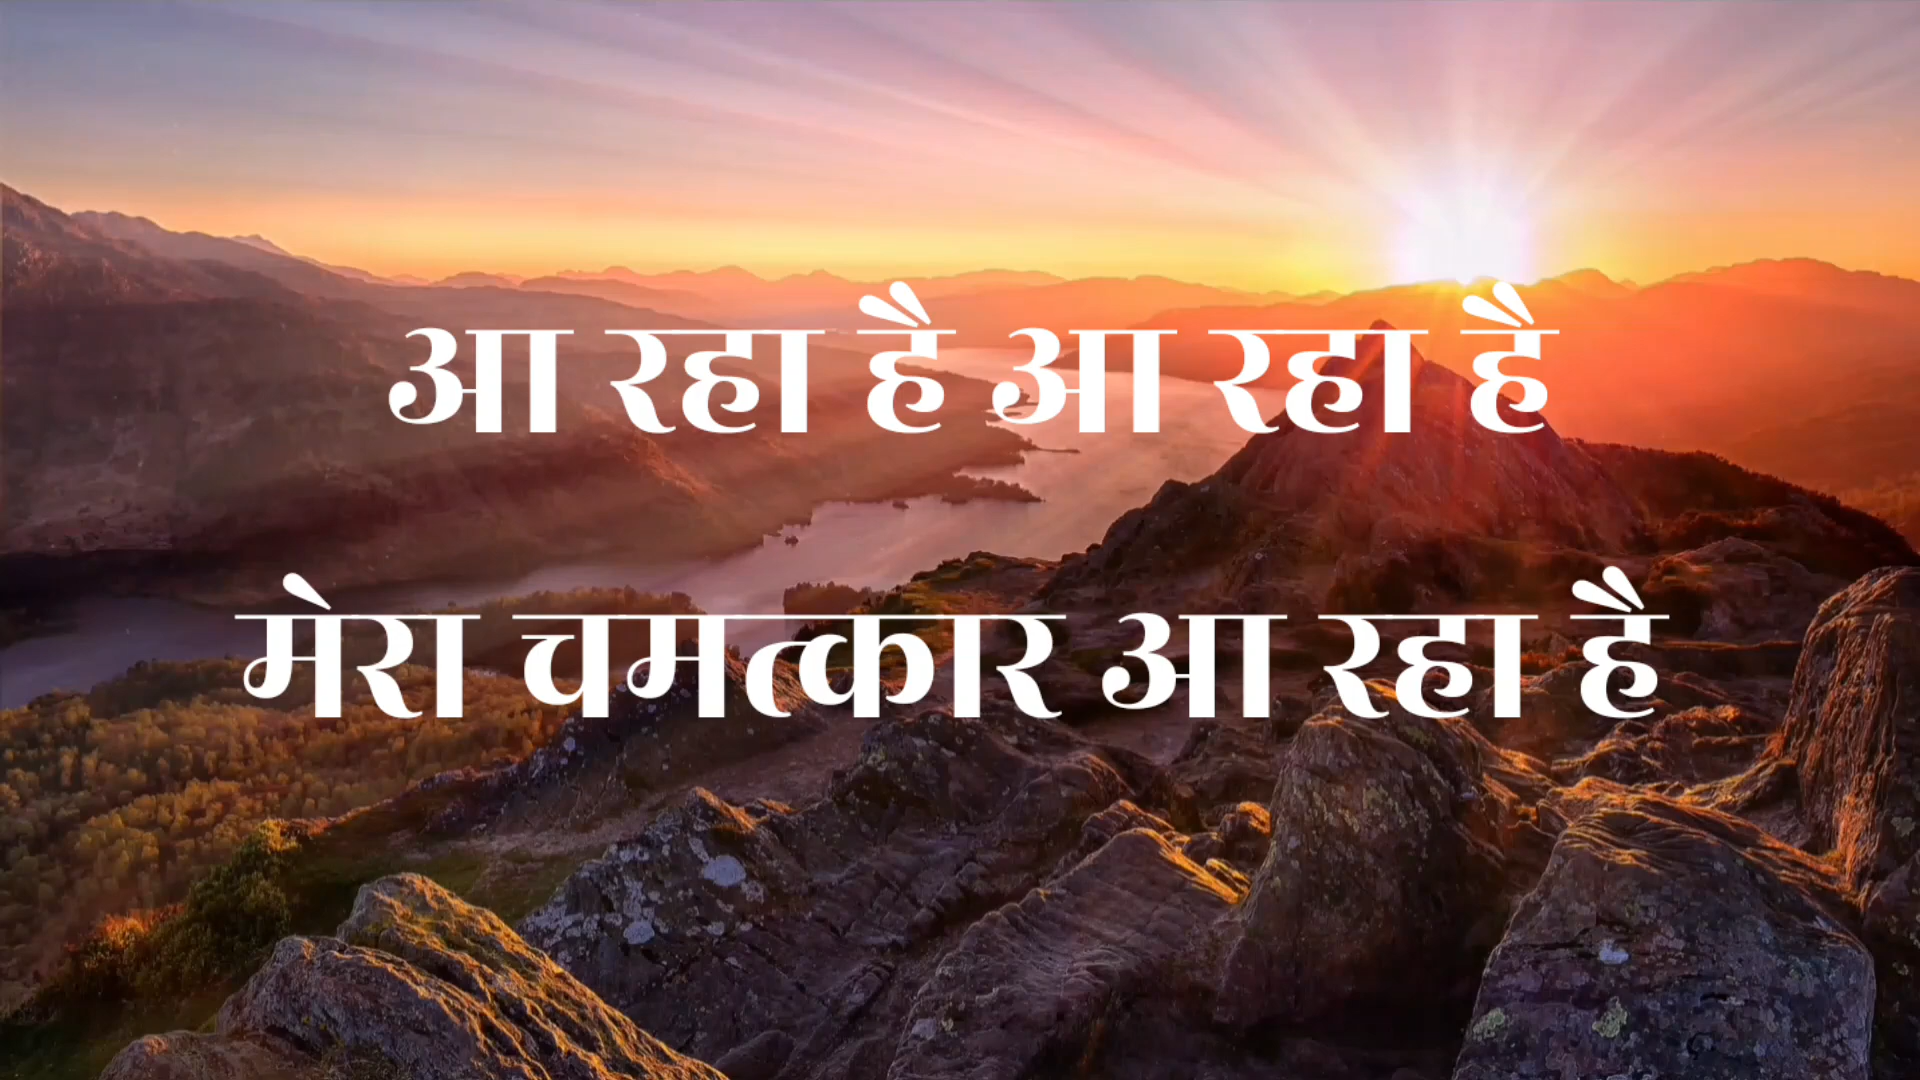 आ रहा है आ रहा है
मेरा चमत्कार आ रहा है